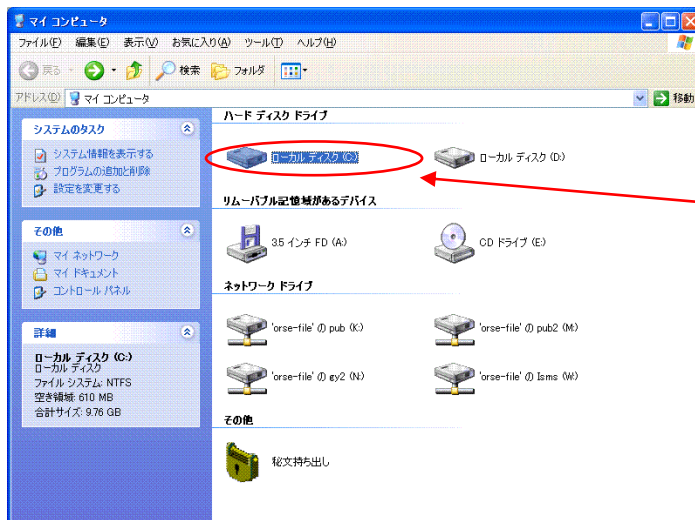 マイ コンピュータ
ファイル(F) 編集(E) 表示(V) お気に入り(A) ツール(T) ヘルプ(H)
戻る 検索 フォルダ
アドレス(D) マイ コンピュータ 移動
システムのタスク
システム情報を表示する
プログラムの追加と削除
設定を変更する
その他
マイ ネットワーク
マイ ドキュメント
コントロール パネル
詳細
ローカル ディスク (C:)
ローカル ディスク
ファイル システム: NTFS
空き領域: 610 MB
合計サイズ: 9.76 GB
ハード ディスク ドライブ
ローカル ディスク (C:) ローカル ディスク (D:)
リムーバブル記憶域があるデバイス
3.5 インチ FD (A:) CD ドライブ (E:)
ネットワーク ドライブ
'orse-file' の pub (K:) 'orse-file' の pub2 (M:)
'orse-file' の gy2 (N:) 'orse-file' の Isms (W:)
その他
秘文持ち出し